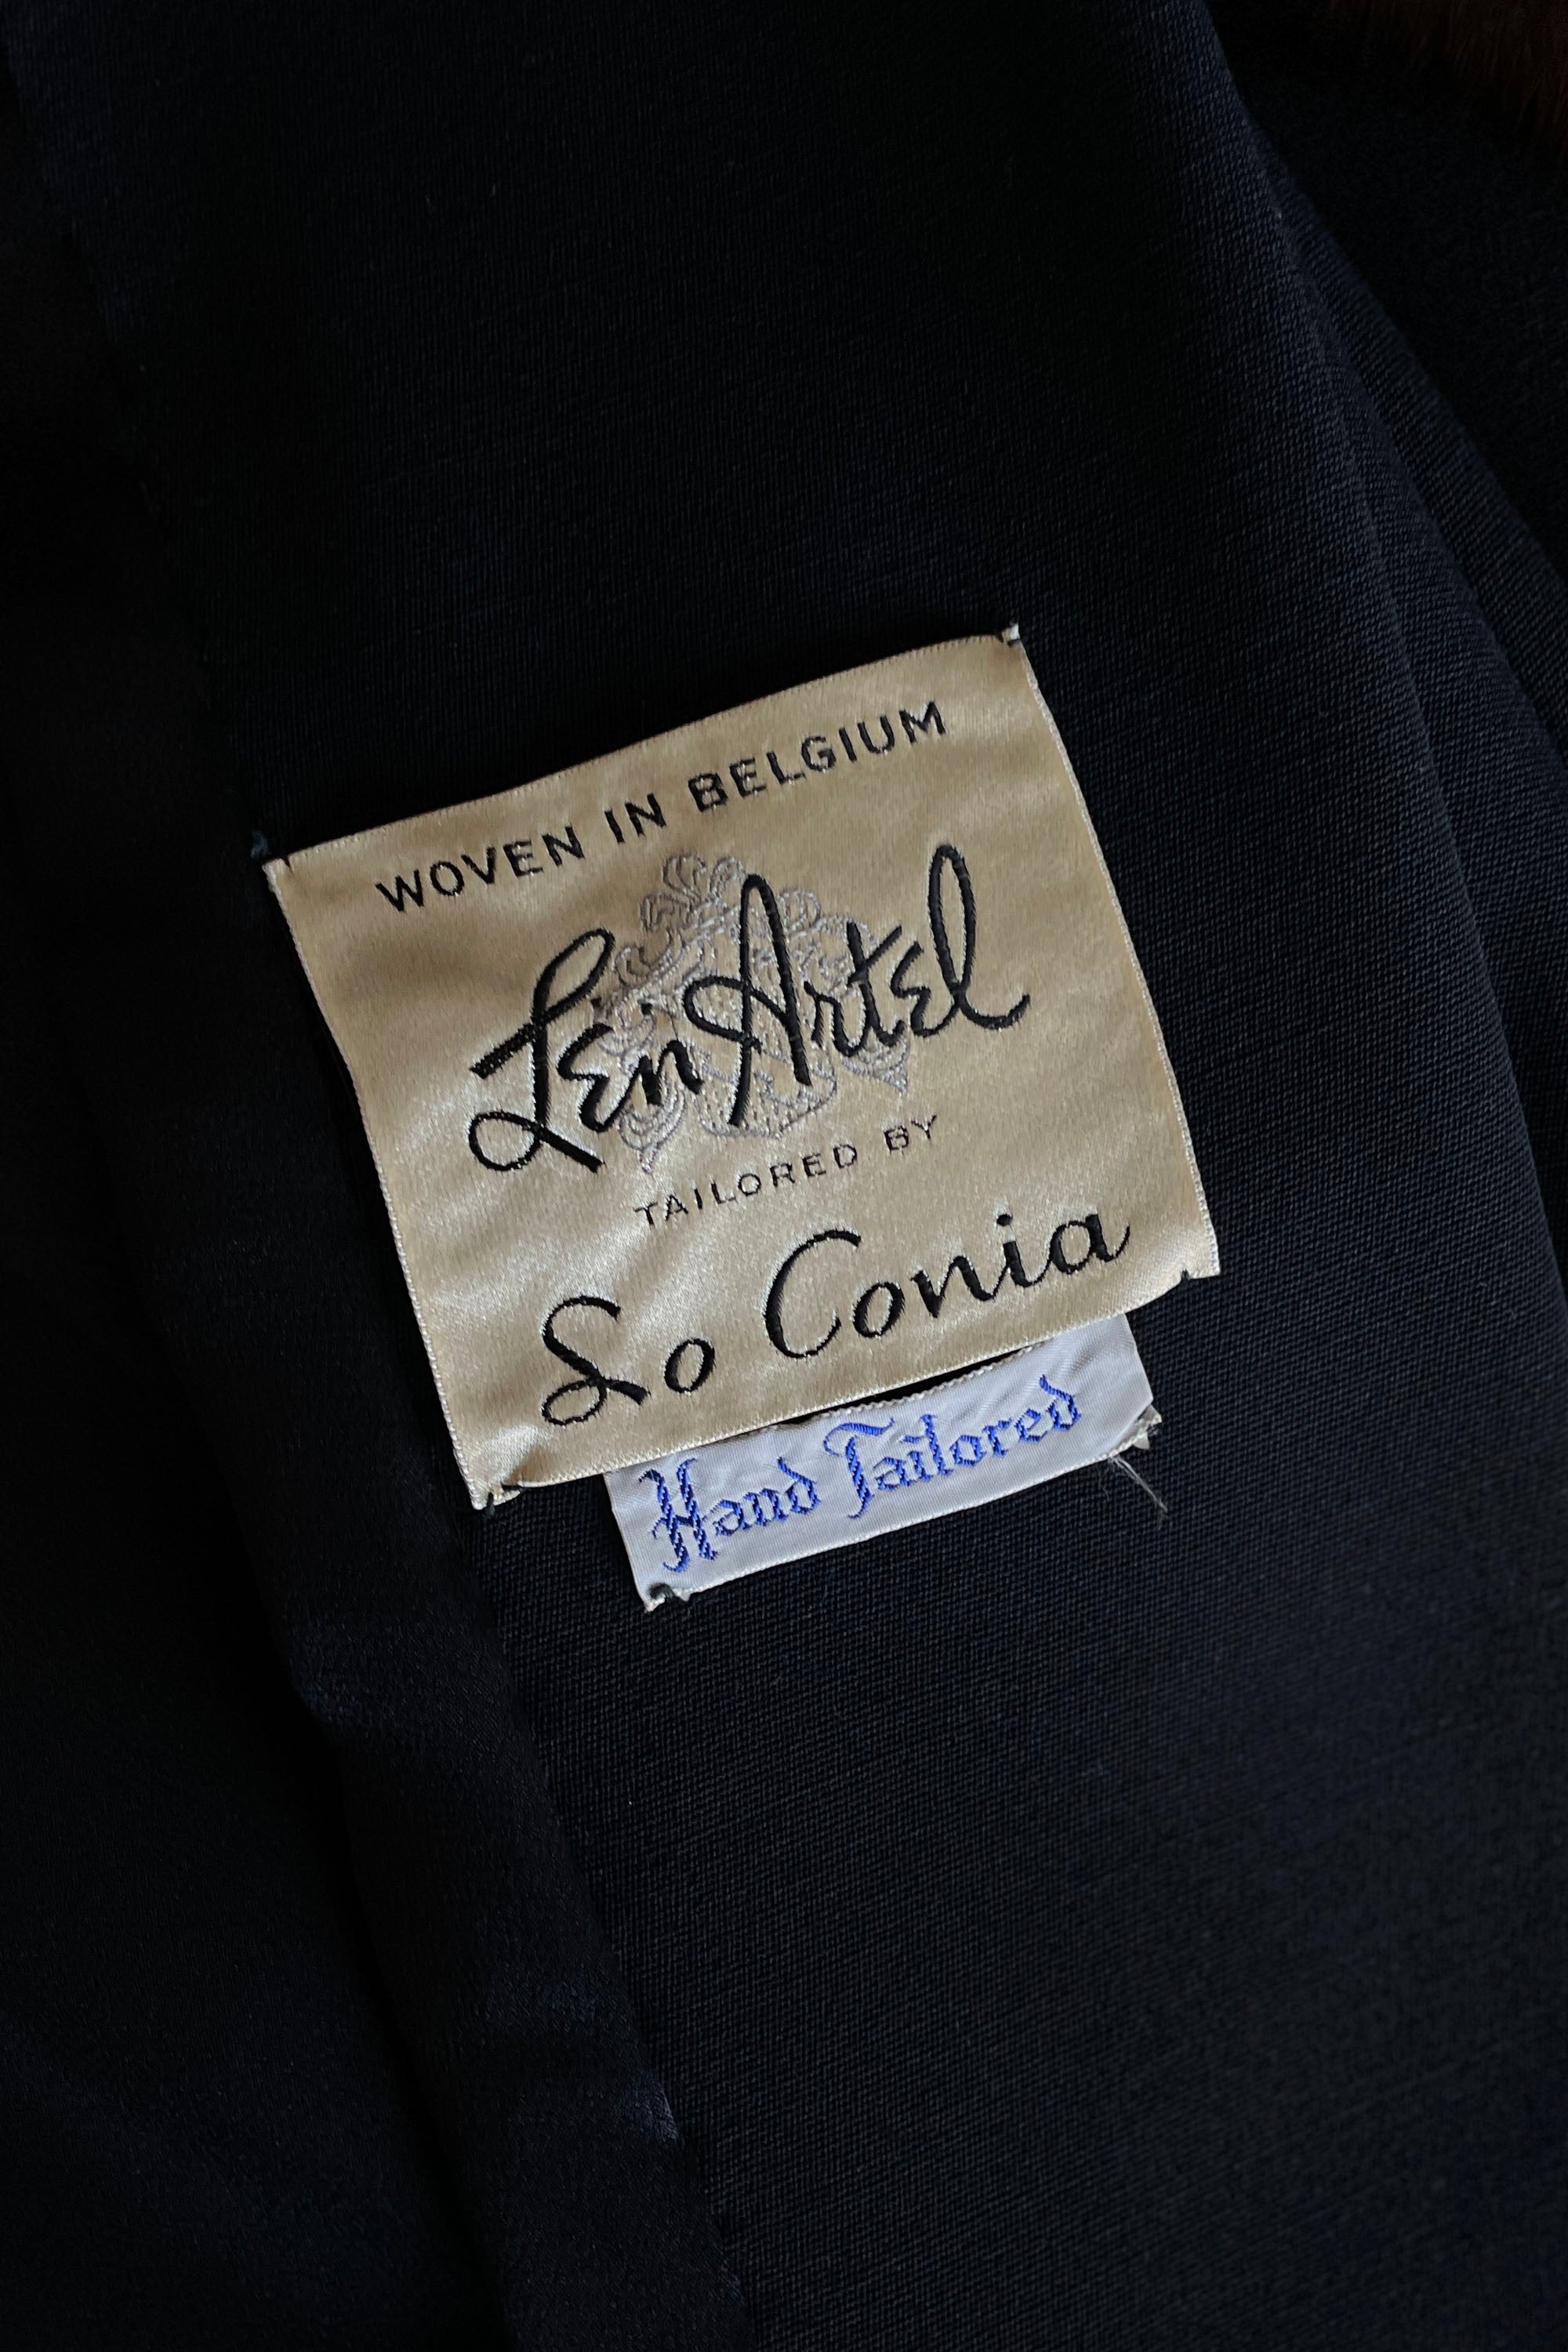 WOVEN IN BELGIUM
Len Artel
TAILORED BY
Lo Conia
Hand Tailored